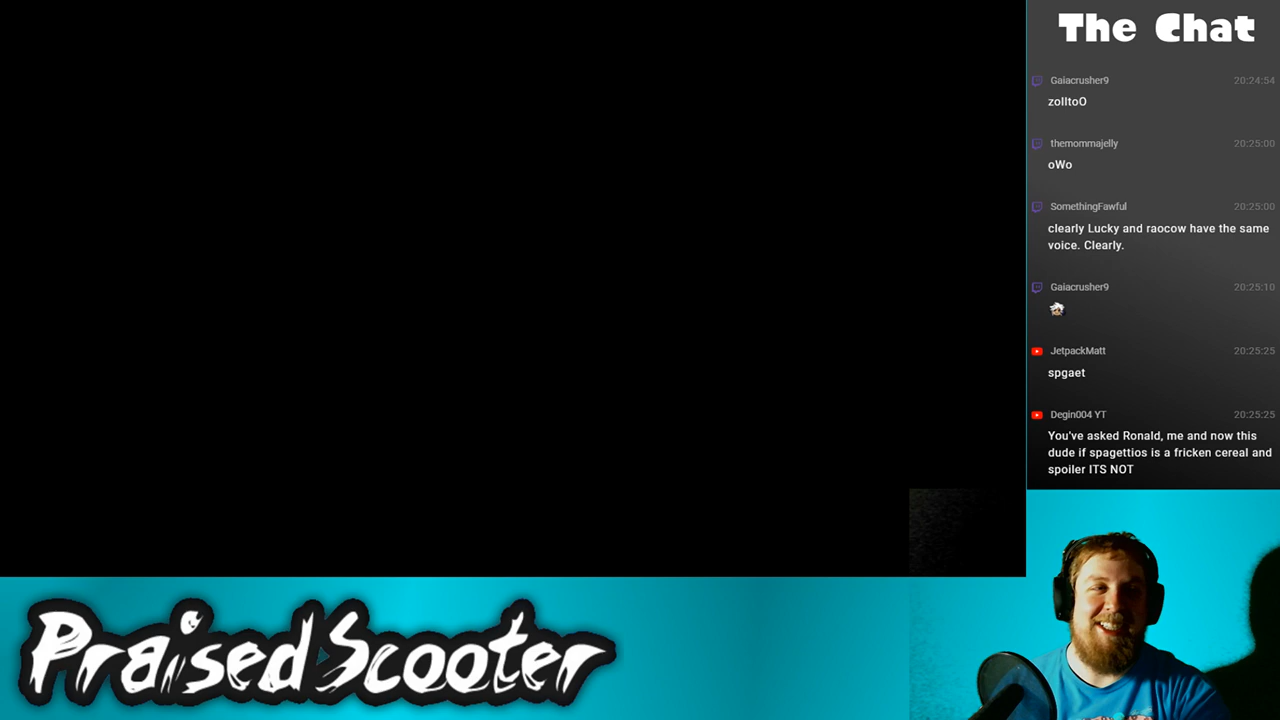 The Chat
Gaiacrusher9 20:24:54
zolltoO
themommajelly 20:25:00
oWo
SomethingFawful 20:25:00
clearly Lucky and raocow have the same
voice. Clearly.
Gaiacrusher9 20:25:10
JetpackMatt 20:25:25
spgaet
Degin004 YT 20:25:25
You've asked Ronald, me and now this
dude if spagettios is a fricken cereal and
spoiler ITS NOT
PraisedScooter